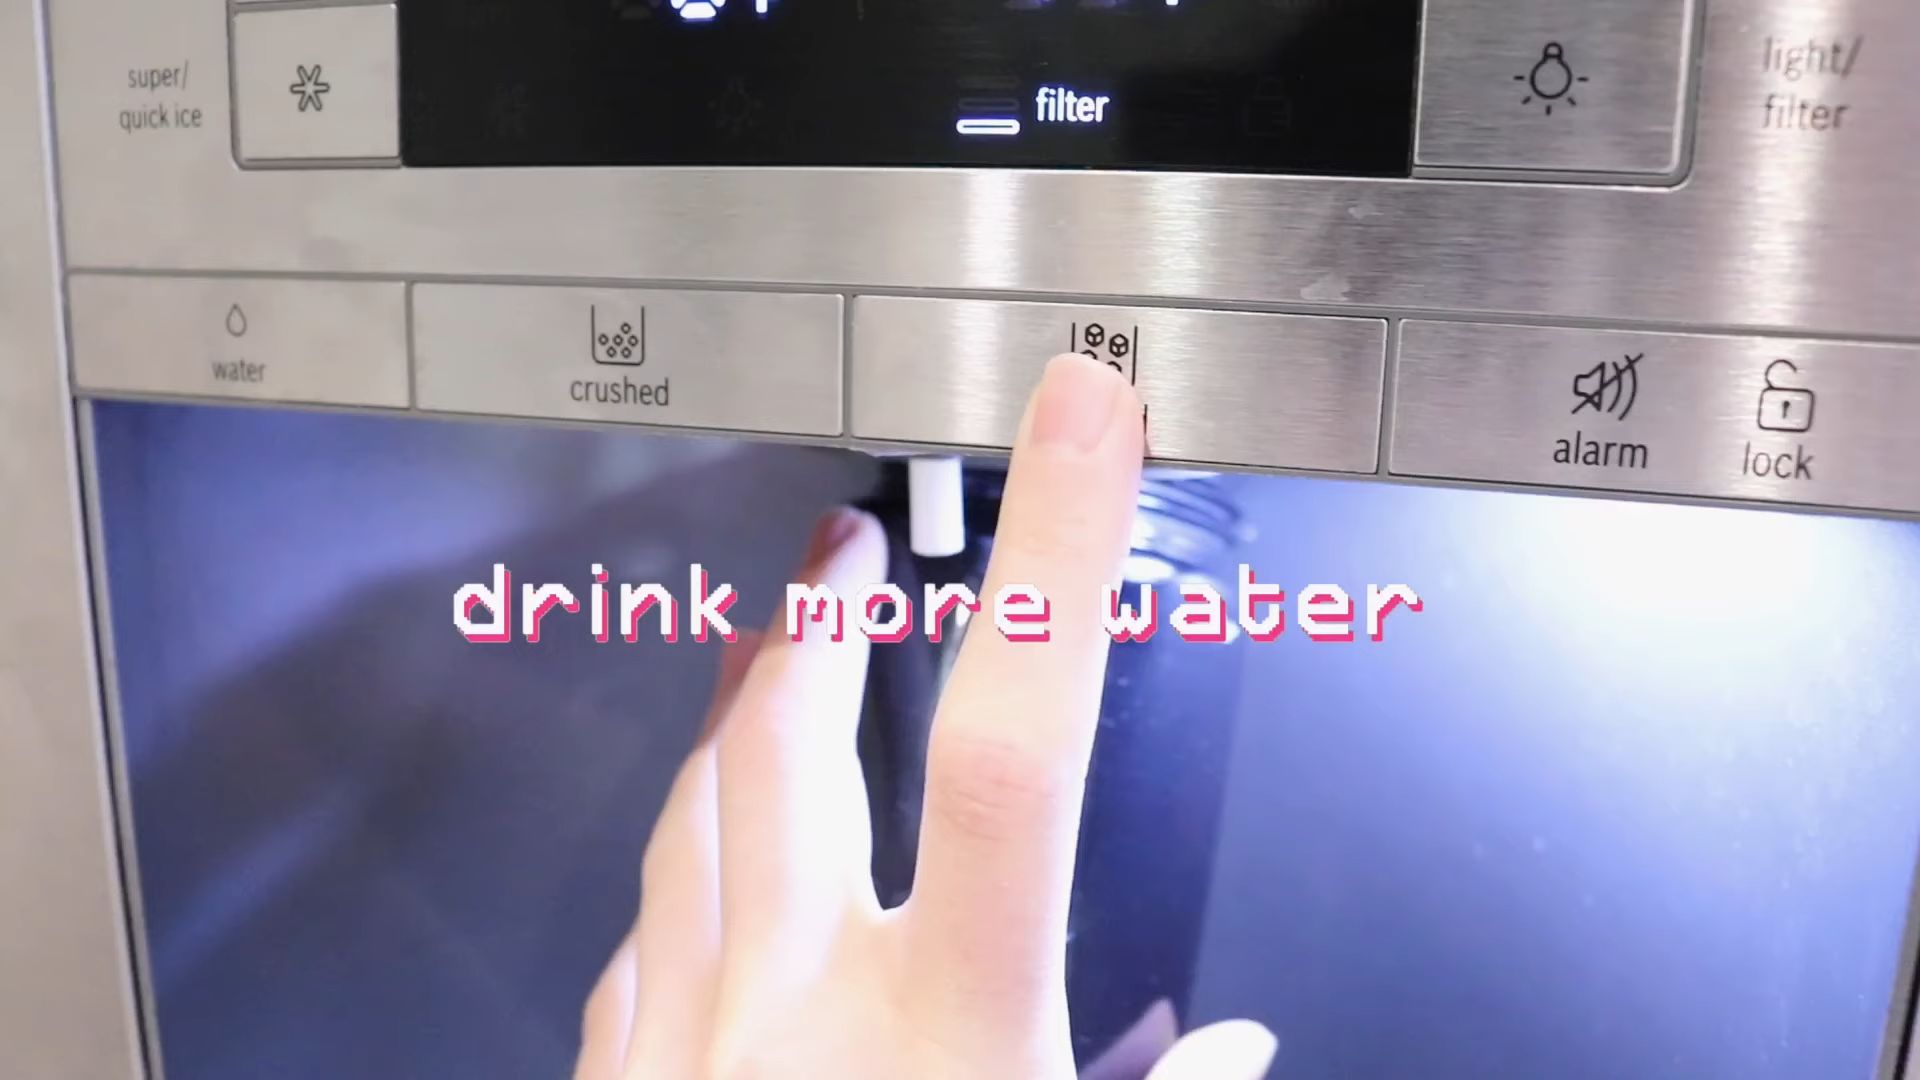 super/
quick ice
filter
light/
filter
water
crushed
alarm
lock
drink more water